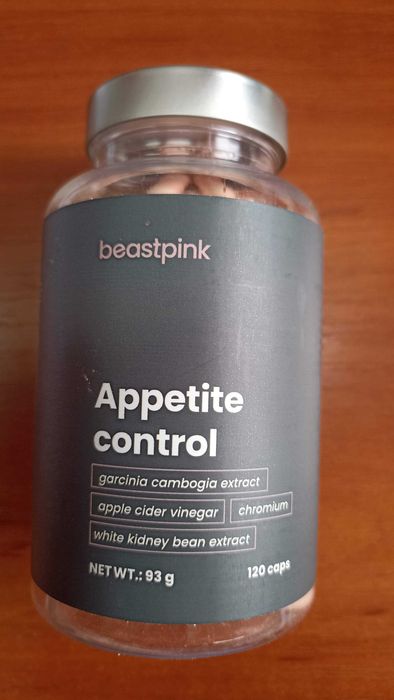 beastpink
Appetite
control
garcinia cambogia extract
apple cider vinegar chromium
white kidney bean extract
NET WT.: 93 g 120 caps